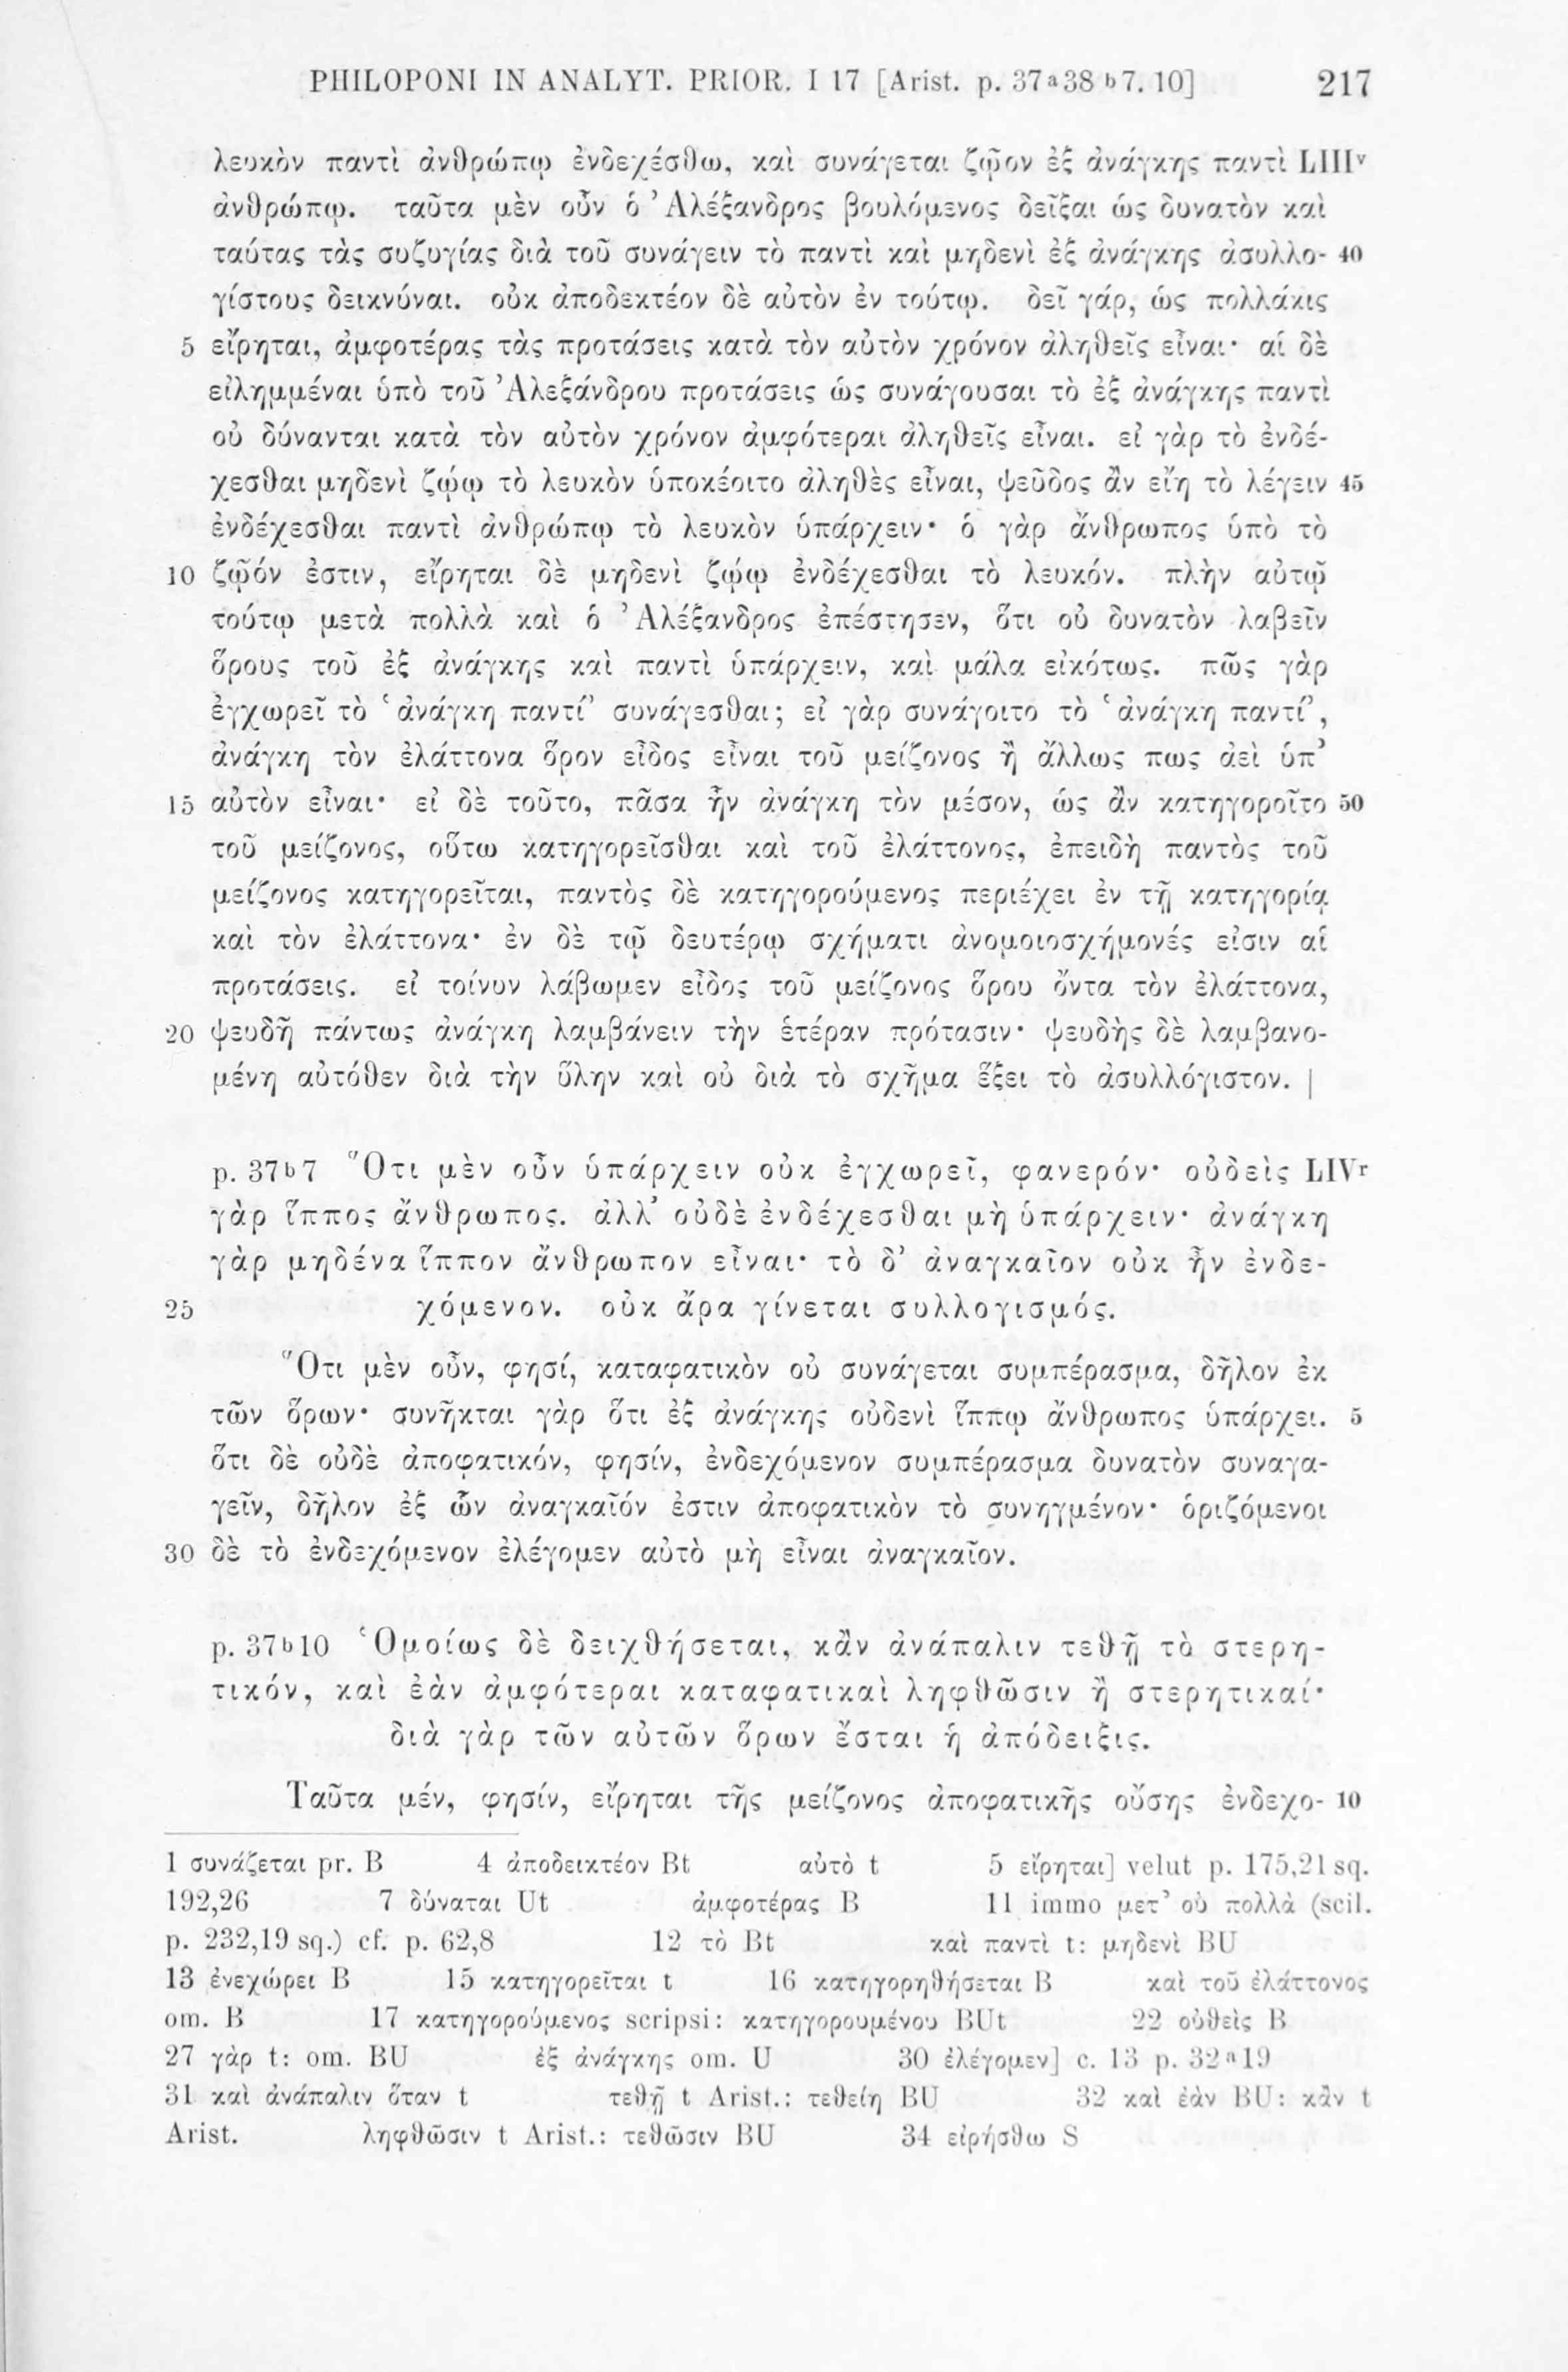 PHILOPONI IN ANALYT. PRIOR. I 17 [Arist. p. 37ª38 ᵇ7. 10] 217
λευκὸν παντὶ ἀνθρώπῳ ἐνδεχέσθω, καὶ συνάγεται ζῷον ἐξ ἀνάγκης παντὶ LIIIᵛ
ἀνθρώπῳ. ταῦτα μὲν οὖν ὁ Ἀλέξανδρος βουλόμενος δεῖξαι ὡς δυνατὸν καὶ
ταύτας τὰς συζυγίας διὰ τοῦ συνάγειν τὸ παντὶ καὶ μηδενὶ ἐξ ἀνάγκης ἀσυλλο- 40
γίστους δεικνύναι. οὐκ ἀποδεκτέον δὲ αὐτὸν ἐν τούτῳ. δεῖ γάρ, ὡς πολλάκις
5 εἴρηται, ἀμφοτέρας τὰς προτάσεις κατὰ τὸν αὐτὸν χρόνον ἀληθεῖς εἶναι· αἱ δὲ
εἰλημμέναι ὑπὸ τοῦ Ἀλεξάνδρου προτάσεις ὡς συνάγουσαι τὸ ἐξ ἀνάγκης παντὶ
οὐ δύνανται κατὰ τὸν αὐτὸν χρόνον ἀμφότεραι ἀληθεῖς εἶναι. εἰ γὰρ τὸ ἐνδέ-
χεσθαι μηδενὶ ζῴῳ τὸ λευκὸν ὑποκέοιτο ἀληθὲς εἶναι, ψεῦδος ἂν εἴη τὸ λέγειν 45
ἐνδέχεσθαι παντὶ ἀνθρώπῳ τὸ λευκὸν ὑπάρχειν· ὁ γὰρ ἄνθρωπος ὑπὸ τὸ
10 ζῷόν ἐστιν, εἴρηται δὲ μηδενὶ ζῴῳ ἐνδέχεσθαι τὸ λευκόν. πλὴν αὐτῷ
τούτῳ μετὰ πολλὰ καὶ ὁ Ἀλέξανδρος ἐπέστησεν, ὅτι οὐ δυνατὸν λαβεῖν
ὅρους τοῦ ἐξ ἀνάγκης καὶ παντὶ ὑπάρχειν, καὶ μάλα εἰκότως. πῶς γὰρ
ἐγχωρεῖ τὸ ‘ἀνάγκη παντί’ συνάγεσθαι; εἰ γὰρ συνάγοιτο τὸ ‘ἀνάγκη παντί’,
ἀνάγκη τὸν ἐλάττονα ὅρον εἶδος εἶναι τοῦ μείζονος ἢ ἄλλως πως ἀεὶ ὑπ’
15 αὐτὸν εἶναι· εἰ δὲ τοῦτο, πᾶσα ἦν ἀνάγκη τὸν μέσον, ὡς ἂν κατηγοροῖτο 50
τοῦ μείζονος, οὕτω κατηγορεῖσθαι καὶ τοῦ ἐλάττονος, ἐπειδὴ παντὸς τοῦ
μείζονος κατηγορεῖται, παντὸς δὲ κατηγορούμενος περιέχει ἐν τῇ κατηγορίᾳ
καὶ τὸν ἐλάττονα· ἐν δὲ τῷ δευτέρῳ σχήματι ἀνομοιοσχήμονές εἰσιν αἱ
προτάσεις. εἰ τοίνυν λάβωμεν εἶδος τοῦ μείζονος ὅρου ὄντα τὸν ἐλάττονα,
20 ψευδῆ πάντως ἀνάγκη λαμβάνειν τὴν ἑτέραν πρότασιν· ψευδὴς δὲ λαμβανο-
μένη αὐτόθεν διὰ τὴν ὕλην καὶ οὐ διὰ τὸ σχῆμα ἕξει τὸ ἀσυλλόγιστον. |
p. 37ᵇ7 Ὅτι μὲν οὖν ὑπάρχειν οὐκ ἐγχωρεῖ, φανερόν· οὐδεὶς LIVʳ
γὰρ ἵππος ἄνθρωπος. ἀλλ’ οὐδὲ ἐνδέχεσθαι μὴ ὑπάρχειν· ἀνάγκη
γὰρ μηδένα ἵππον ἄνθρωπον εἶναι· τὸ δ’ ἀναγκαῖον οὐκ ἦν ἐνδε-
25 χόμενον. οὐκ ἄρα γίνεται συλλογισμός.
Ὅτι μὲν οὖν, φησί, καταφατικὸν οὐ συνάγεται συμπέρασμα, δῆλον ἐκ
τῶν ὅρων· συνῆκται γὰρ ὅτι ἐξ ἀνάγκης οὐδενὶ ἵππῳ ἄνθρωπος ὑπάρχει. 5
ὅτι δὲ οὐδὲ ἀποφατικόν, φησίν, ἐνδεχόμενον συμπέρασμα δυνατὸν συναγα-
γεῖν, δῆλον ἐξ ὧν ἀναγκαῖόν ἐστιν ἀποφατικὸν τὸ συνηγμένον· ὁριζόμενοι
30 δὲ τὸ ἐνδεχόμενον ἐλέγομεν αὐτὸ μὴ εἶναι ἀναγκαῖον.
p. 37ᵇ10 Ὁμοίως δὲ δειχθήσεται, κἂν ἀνάπαλιν τεθῇ τὸ στερη-
τικόν, καὶ ἐὰν ἀμφότεραι καταφατικαὶ ληφθῶσιν ἢ στερητικαί·
διὰ γὰρ τῶν αὐτῶν ὅρων ἔσται ἡ ἀπόδειξις.
Ταῦτα μέν, φησίν, εἴρηται τῆς μείζονος ἀποφατικῆς οὔσης ἐνδεχο- 10
1 συνάξεται pr. B 4 ἀποδεικτέον Bt αὐτὸ t 5 εἴρηται] velut p. 175,21 sq.
192,26 7 δύναται Ut ἀμφοτέρας B 11 immo μετ’ οὐ πολλὰ (scil.
p. 232,19 sq.) cf. p. 62,8 12 τὸ Bt καὶ παντὶ t: μηδενὶ BU
13 ἐνεχώρει B 15 κατηγορεῖται t 16 κατηγορηθήσεται B καὶ τοῦ ἐλάττονος
om. B 17 κατηγορούμενος scripsi: κατηγορουμένου BUt 22 οὐθεὶς B
27 γὰρ t: om. BU ἐξ ἀνάγκης om. U 30 ἐλέγομεν] c. 13 p. 32ª19
31 καὶ ἀνάπαλιν ὅταν t τεθῇ t Arist.: τεθείη BU 32 καὶ ἐὰν BU: κἂν t
Arist. ληφθῶσιν t Arist.: τεθῶσιν BU 34 εἰρήσθω S